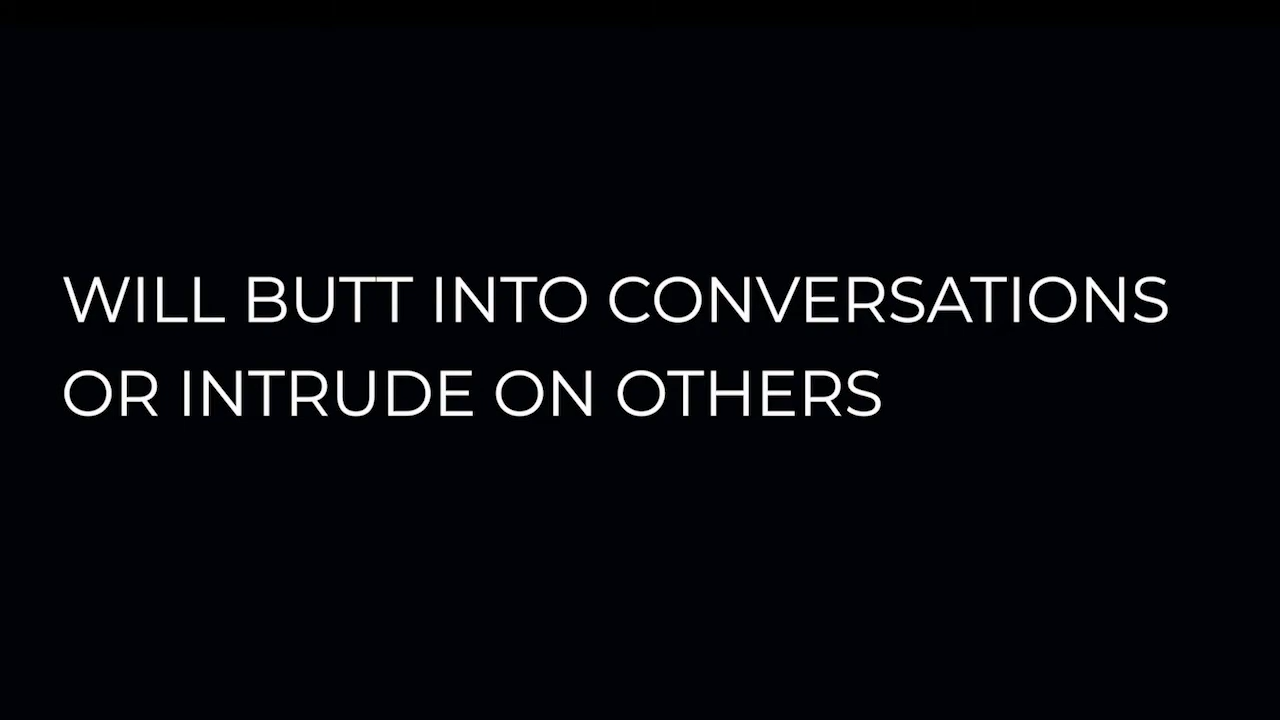 WILL BUTT INTO CONVERSATIONS
OR INTRUDE ON OTHERS